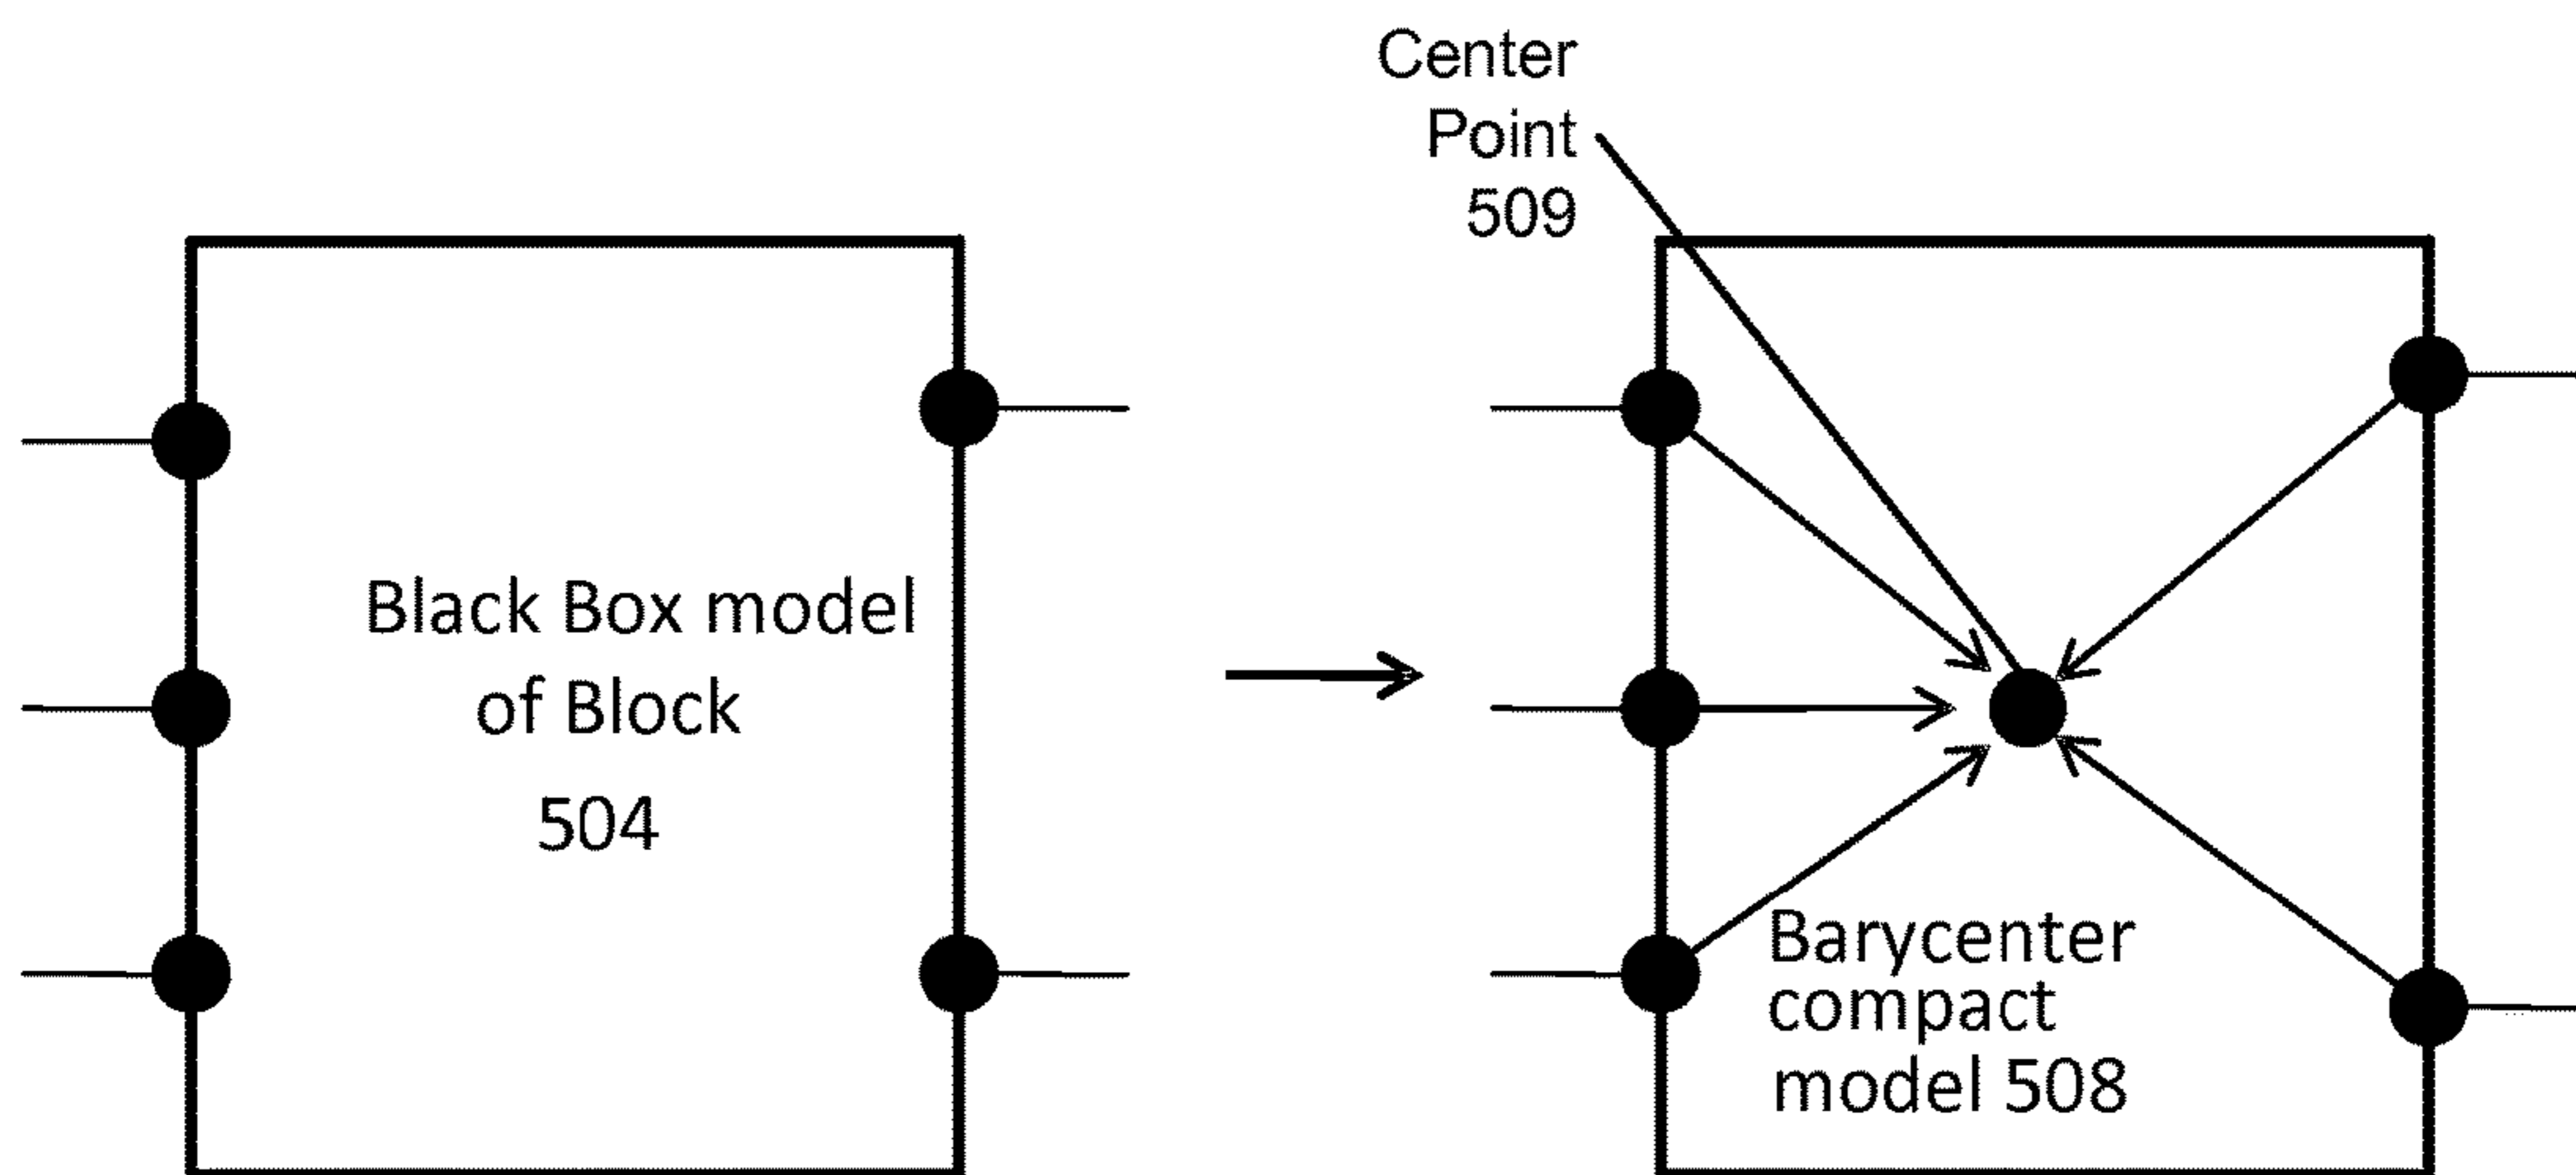 Center
Point
509
Black Box model
of Block
504
Barycenter
compact
model 508